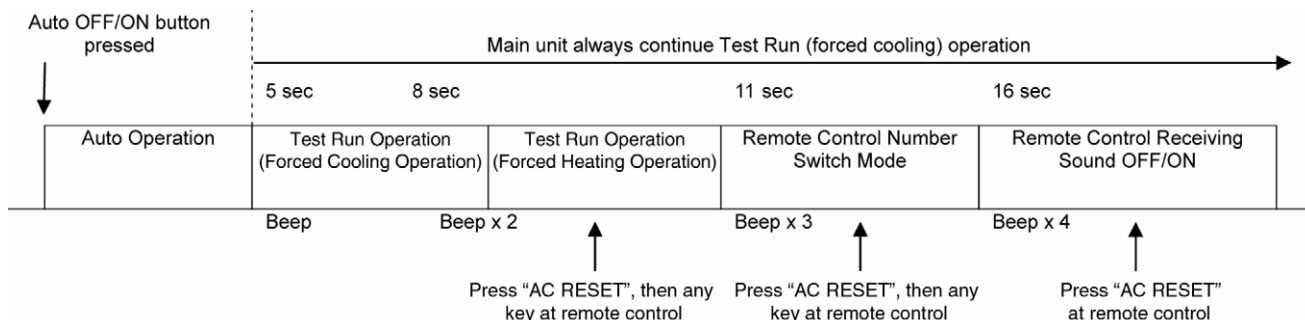 Auto OFF/ON button
pressed
Main unit always continue Test Run (forced cooling) operation
5 sec
8 sec
11 sec
16 sec
Auto Operation
Test Run Operation
(Forced Cooling Operation)
Test Run Operation
(Forced Heating Operation)
Remote Control Number
Switch Mode
Remote Control Receiving
Sound OFF/ON
Beep
Beep x 2
Beep x 3
Beep x 4
Press “AC RESET”, then any
key at remote control
Press “AC RESET”, then any
key at remote control
Press “AC RESET”
at remote control